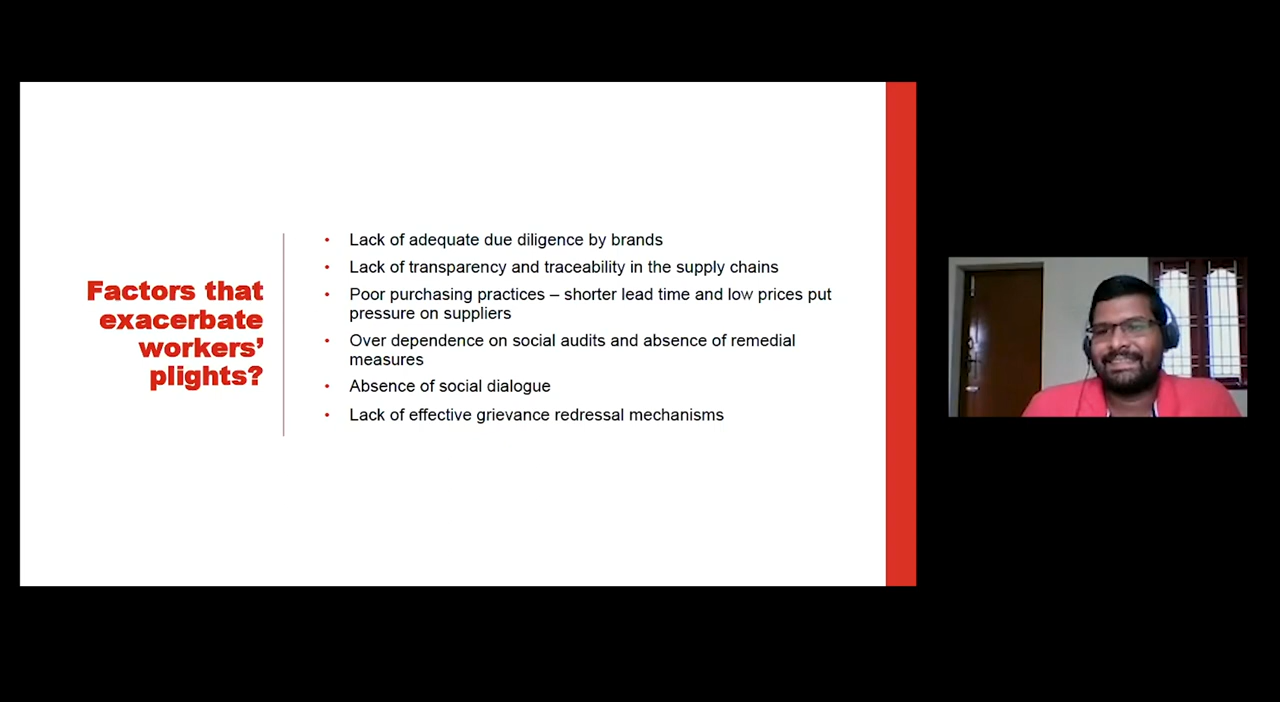 Factors that
exacerbate
workers’
plights?
• Lack of adequate due diligence by brands
• Lack of transparency and traceability in the supply chains
• Poor purchasing practices – shorter lead time and low prices put
pressure on suppliers
• Over dependence on social audits and absence of remedial
measures
• Absence of social dialogue
• Lack of effective grievance redressal mechanisms